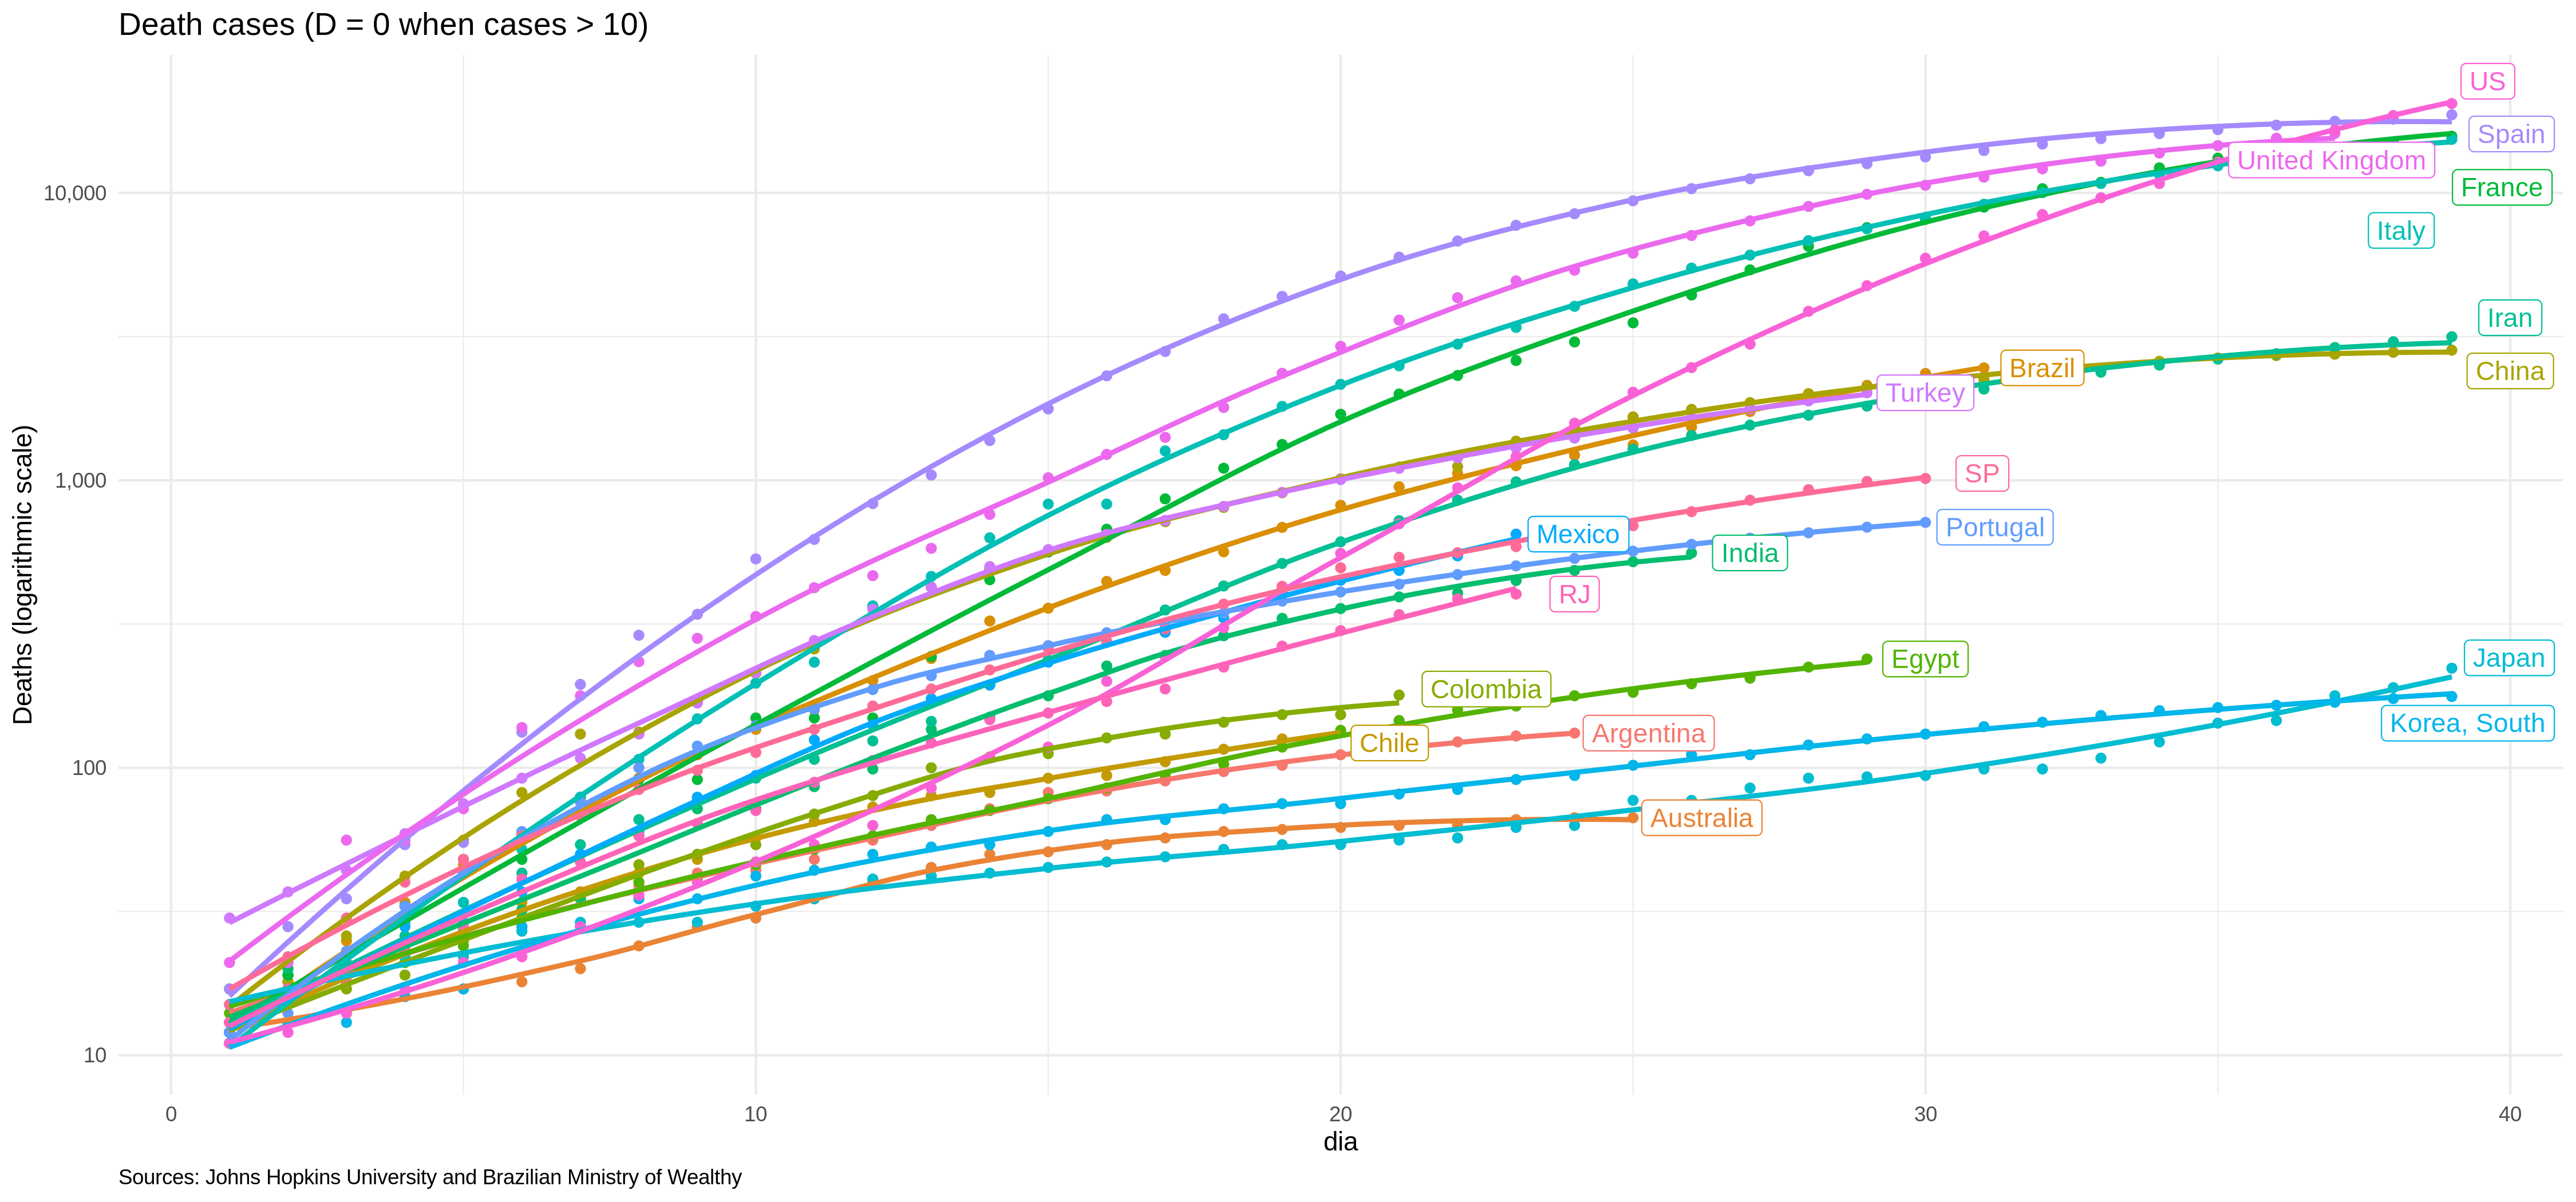 Death cases (D = 0 when cases > 10)
US
Spain
United Kingdom
France
10,000
Italy
Iran
Brazil
China
Turkey
SP
1,000
Portugal
Mexico
India
RJ
Deaths (logarithmic scale)
Egypt
Japan
Colombia
Korea, South
Argentina
Chile
100
Australia
10
0 10 20 30 40
dia
Sources: Johns Hopkins University and Brazilian Ministry of Wealthy